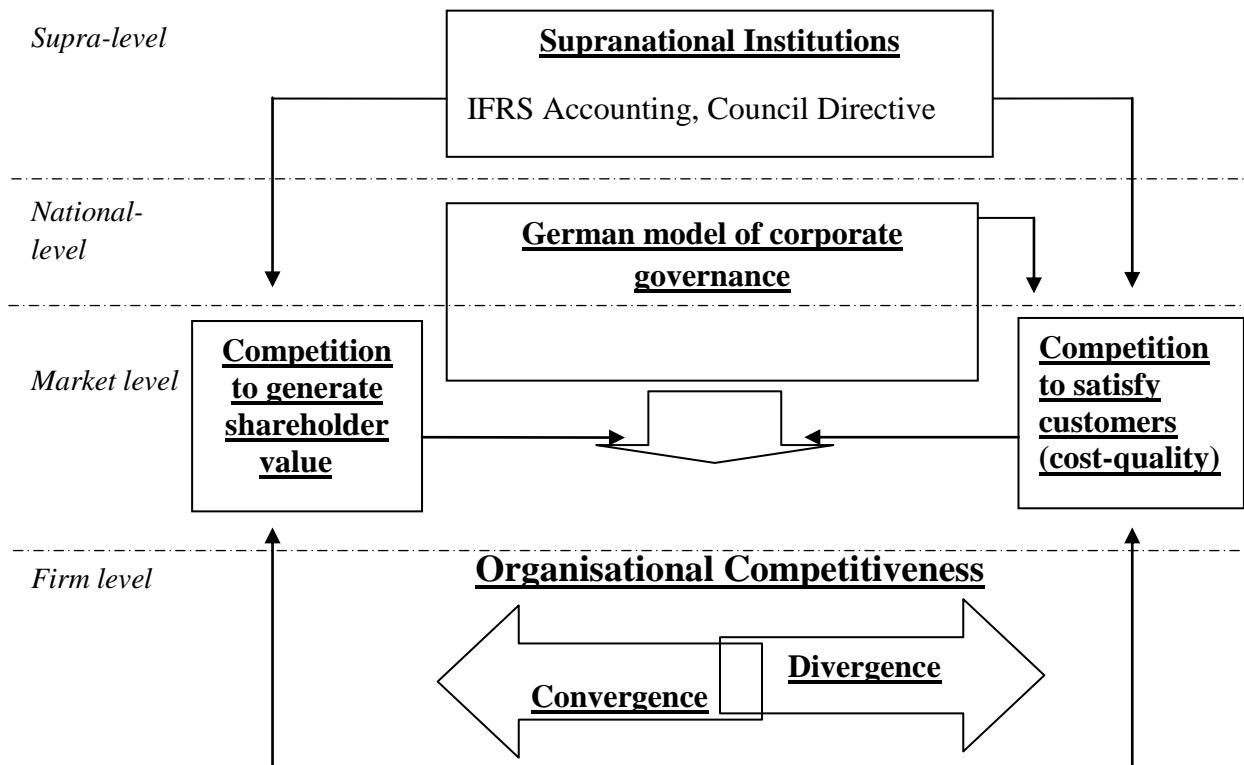 Supra-level
Supranational Institutions
IFRS Accounting, Council Directive
National-
level
German model of corporate
governance
Market level
Competition
to generate
shareholder
value
Competition
to satisfy
customers
(cost-quality)
Firm level
Organisational Competitiveness
Convergence
Divergence